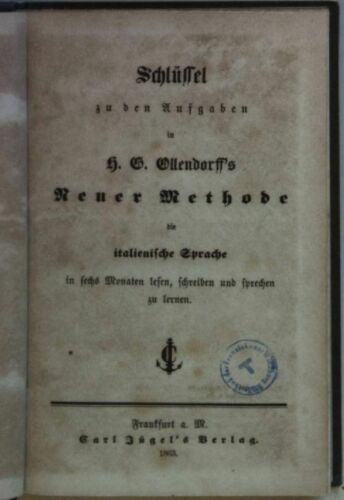 Schlüssel
zu den Aufgaben
in
H. G. Ollendorff's
Neuer Methode
die
italienische Sprache
in sechs Monaten lesen, schreiben und sprechen
zu lernen.
Frankfurt a. M.
Carl Jügel's Verlag.